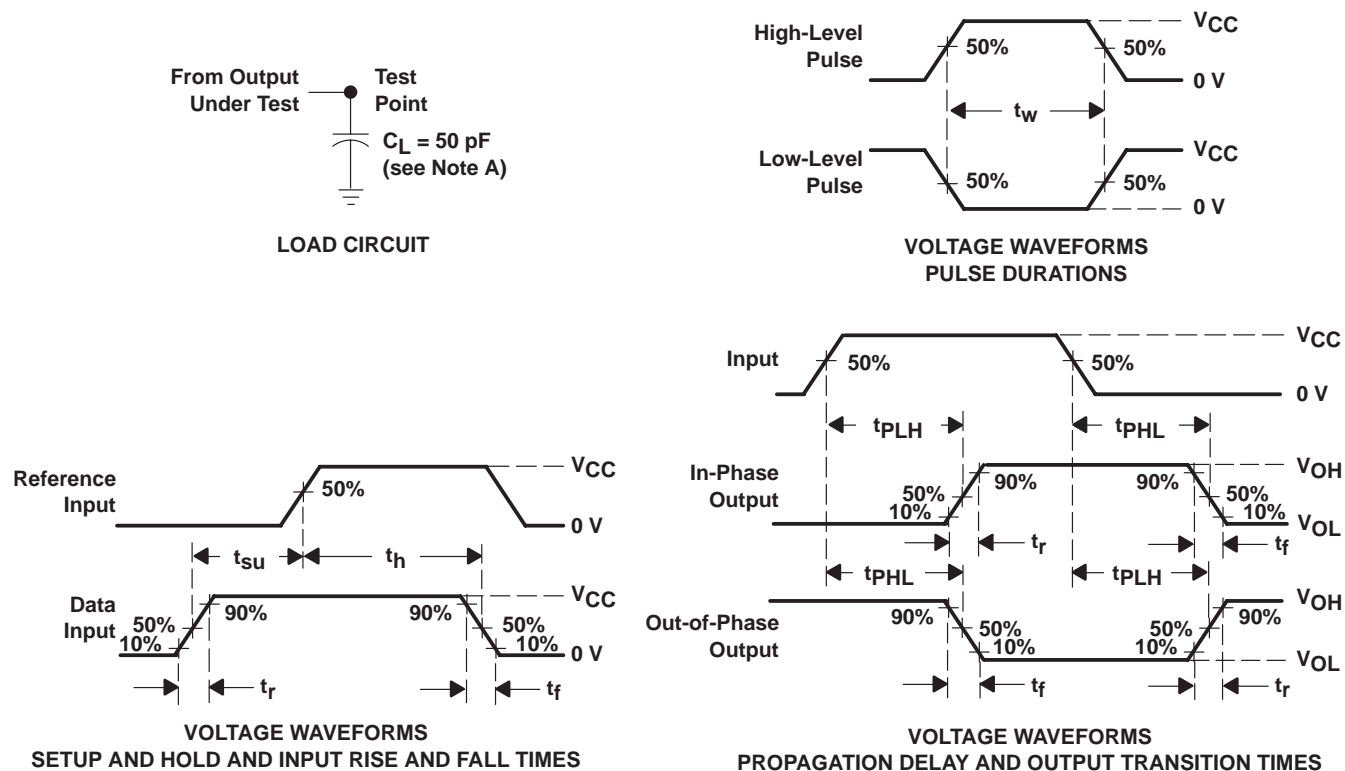 From Output
Under Test
Test
Point
CL = 50 pF
(see Note A)
LOAD CIRCUIT
High-Level
Pulse
50%
50%
VCC
0 V
tw
Low-Level
Pulse
50%
50%
VCC
0 V
VOLTAGE WAVEFORMS
PULSE DURATIONS
Reference
Input
50%
VCC
0 V
tsu
th
Data
Input
50%
10%
90%
90%
50%
10%
VCC
0 V
tr
tf
VOLTAGE WAVEFORMS
SETUP AND HOLD AND INPUT RISE AND FALL TIMES
Input
50%
50%
VCC
0 V
tPLH
tPHL
In-Phase
Output
50%
10%
90%
90%
50%
10%
VOH
VOL
tr
tf
tPHL
tPLH
Out-of-Phase
Output
90%
50%
10%
50%
10%
90%
VOH
VOL
tf
tr
VOLTAGE WAVEFORMS
PROPAGATION DELAY AND OUTPUT TRANSITION TIMES